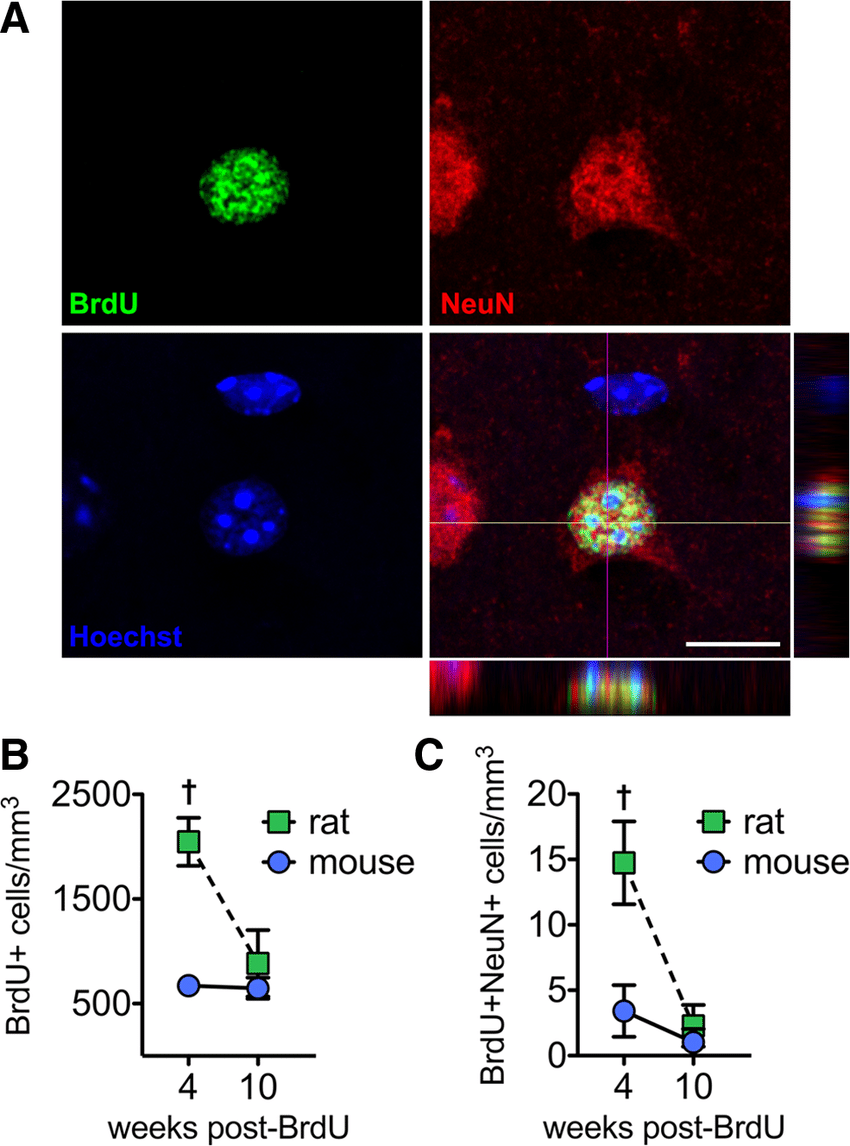 A
BrdU
NeuN
Hoechst
B
BrdU+ cells/mm³
2500
1500
500
†
rat
mouse
4
10
weeks post-BrdU
C
BrdU+NeuN+ cells/mm³
20
15
10
5
0
†
rat
mouse
4
10
weeks post-BrdU